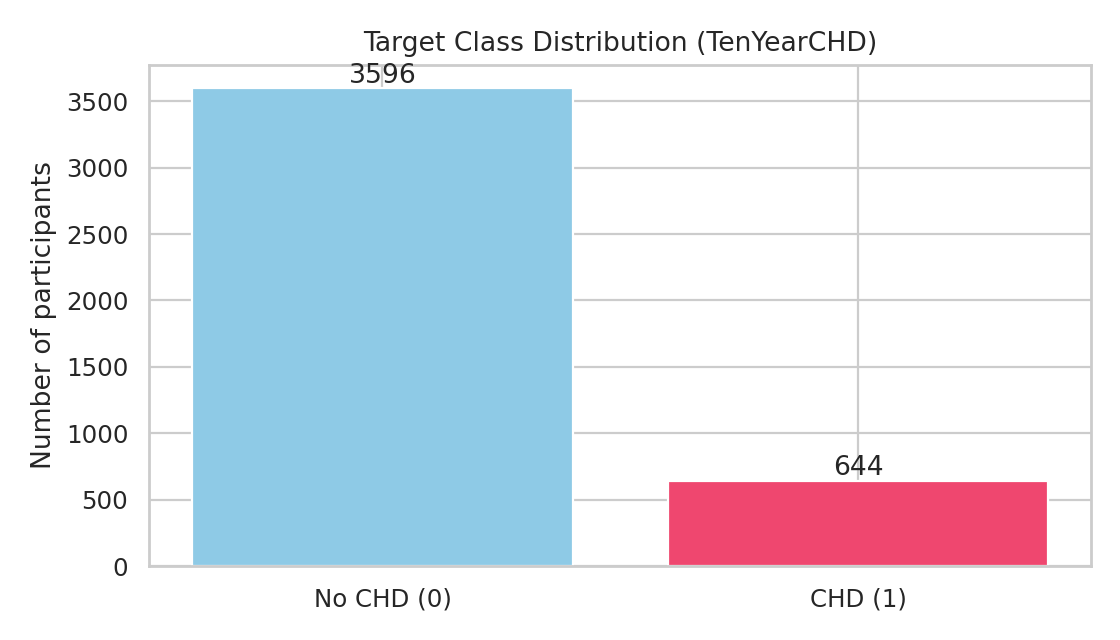 Target Class Distribution (TenYearCHD)
3596
644
Number of participants
3500
3000
2500
2000
1500
1000
500
0
No CHD (0)
CHD (1)